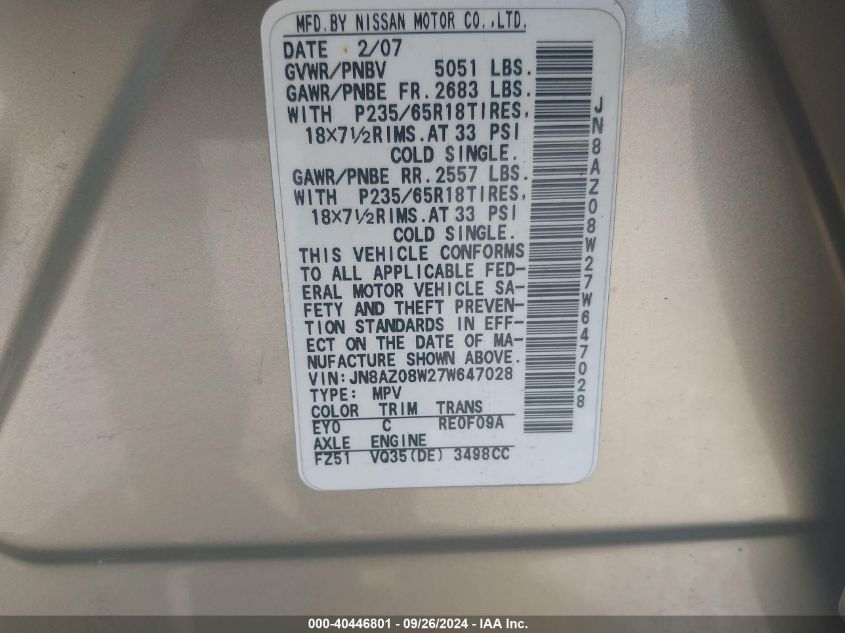 MFD.BY NISSAN MOTOR CO.,LTD.
DATE 2/07
GVWR/PNBV 5051 LBS.
GAWR/PNBE FR.2683 LBS.
WITH P235/65R18TIRES,
18X7½RIMS.AT 33 PSI
COLD SINGLE.
GAWR/PNBE RR.2557 LBS.
WITH P235/65R18TIRES,
18X7½RIMS.AT 33 PSI
COLD SINGLE.
THIS VEHICLE CONFORMS
TO ALL APPLICABLE FED-
ERAL MOTOR VEHICLE SA-
FETY AND THEFT PREVEN-
TION STANDARDS IN EFF-
ECT ON THE DATE OF MA-
NUFACTURE SHOWN ABOVE.
VIN:JN8AZ08W27W647028
TYPE: MPV
COLOR TRIM TRANS
EY0 C RE0F09A
AXLE ENGINE
FZ51 VQ35(DE) 3498CC
JN8AZ08W27W647028
000-40446801 - 09/26/2024 - IAA Inc.